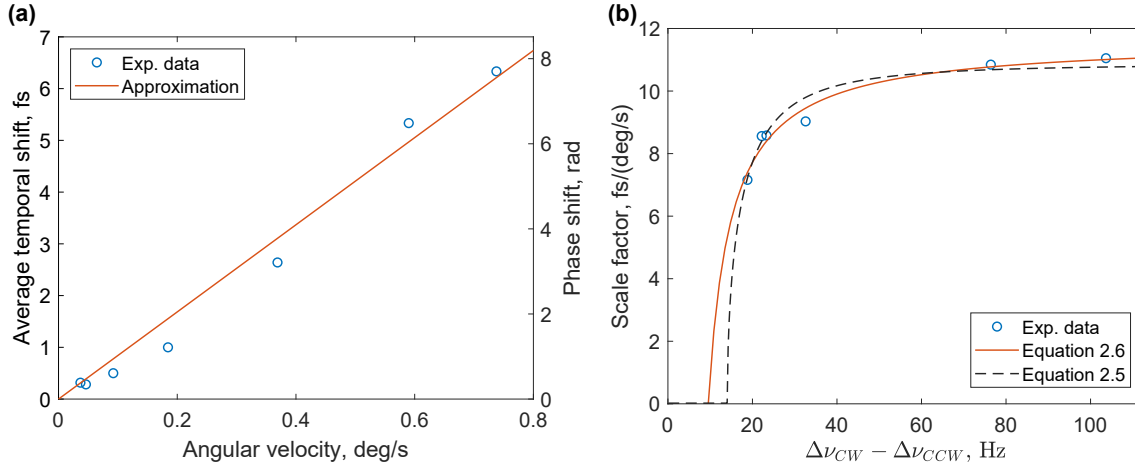 (a)
7
6
5
4
3
2
1
0
Average temporal shift, fs
Exp. data
Approximation
8
6
4
2
0
Phase shift, rad
0
0.2
0.4
0.6
0.8
Angular velocity, deg/s
(b)
12
10
8
6
4
2
0
Scale factor, fs/(deg/s)
Exp. data
Equation 2.6
Equation 2.5
0
20
40
60
80
100
Δν_CW − Δν_CCW, Hz